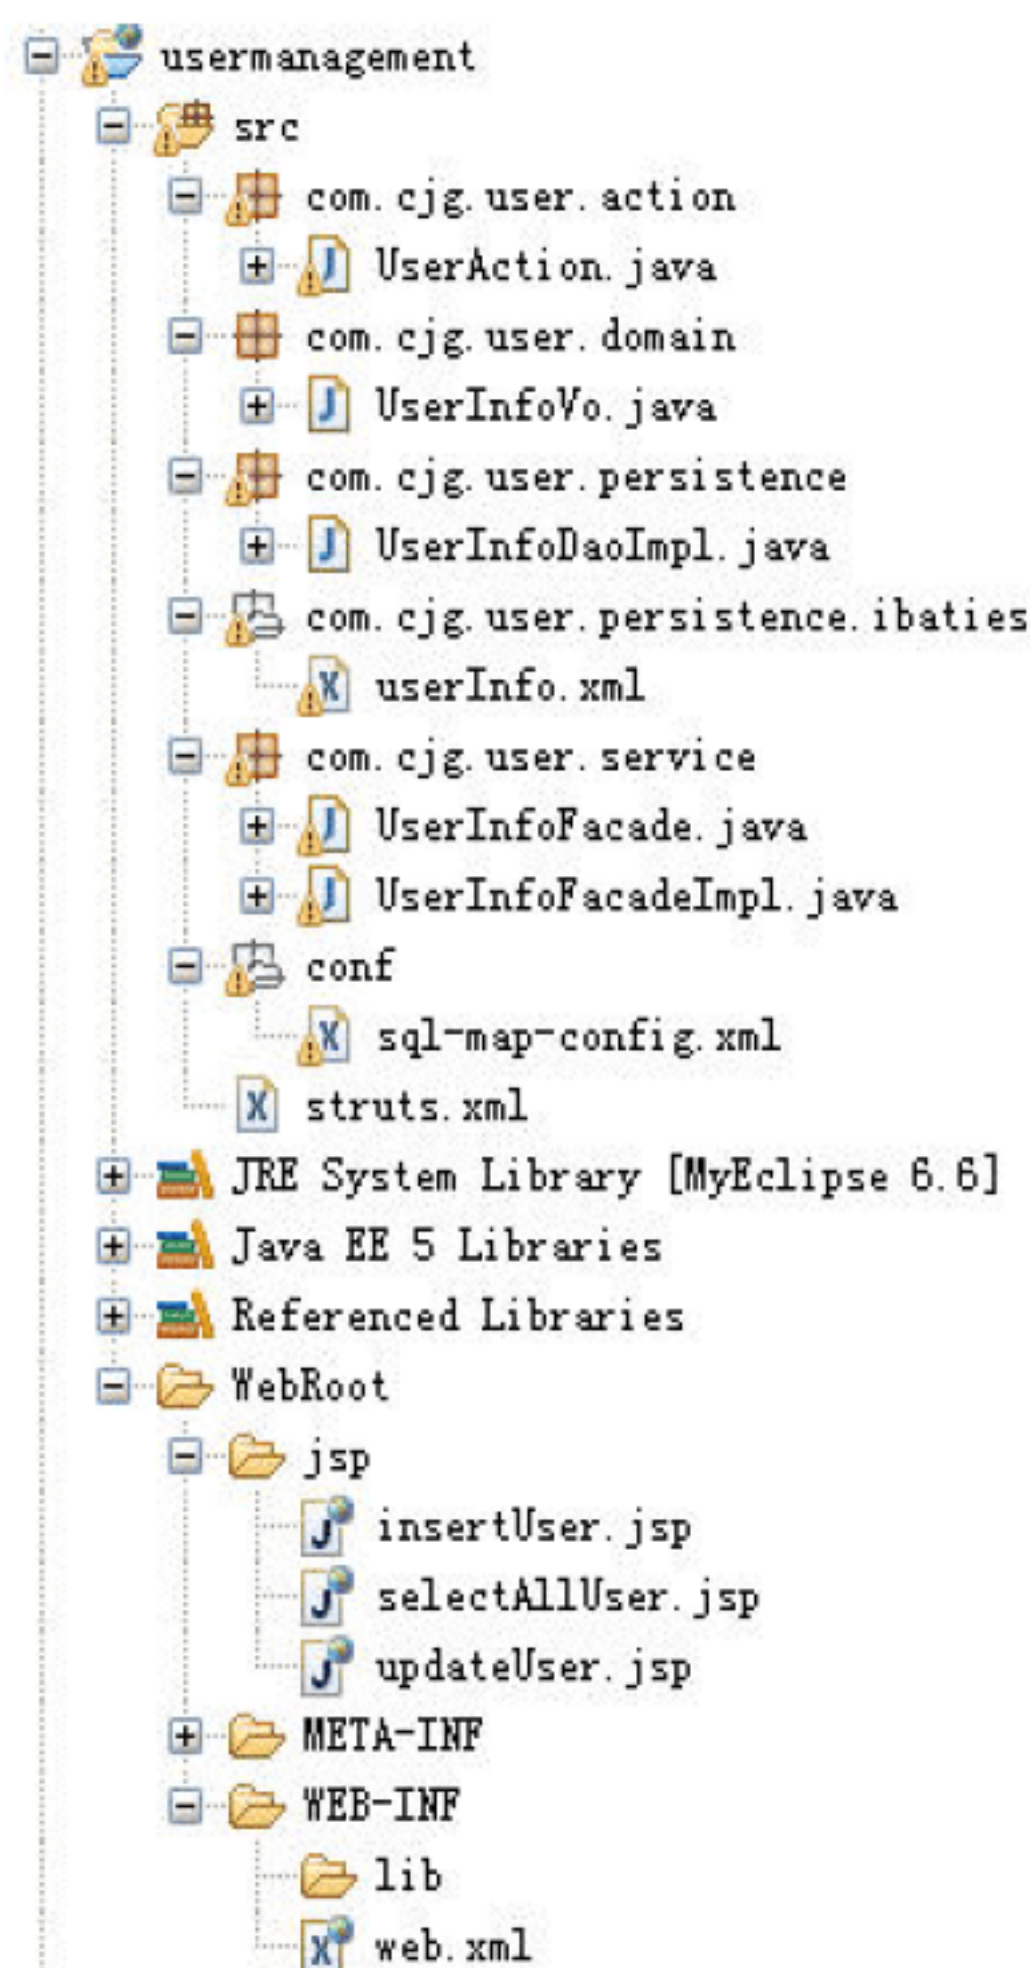 usermanagement
src
com.cjg.user.action
UserAction.java
com.cjg.user.domain
UserInfoVo.java
com.cjg.user.persistence
UserInfoDaoImpl.java
com.cjg.user.persistence.ibaties
userInfo.xml
com.cjg.user.service
UserInfoFacade.java
UserInfoFacadeImpl.java
conf
sql-map-config.xml
struts.xml
JRE System Library [MyEclipse 6.6]
Java EE 5 Libraries
Referenced Libraries
WebRoot
jsp
insertUser.jsp
selectAllUser.jsp
updateUser.jsp
META-INF
WEB-INF
lib
web.xml